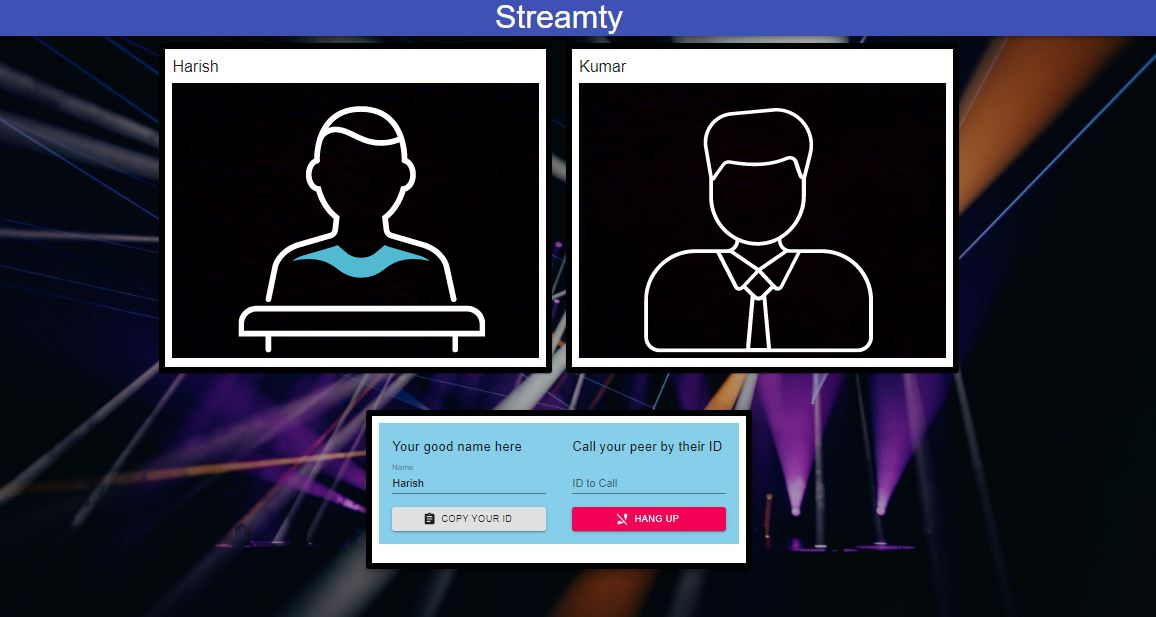 Streamty
Harish
Kumar
Your good name here
Call your peer by their ID
Name
Harish
ID to Call
COPY YOUR ID
HANG UP